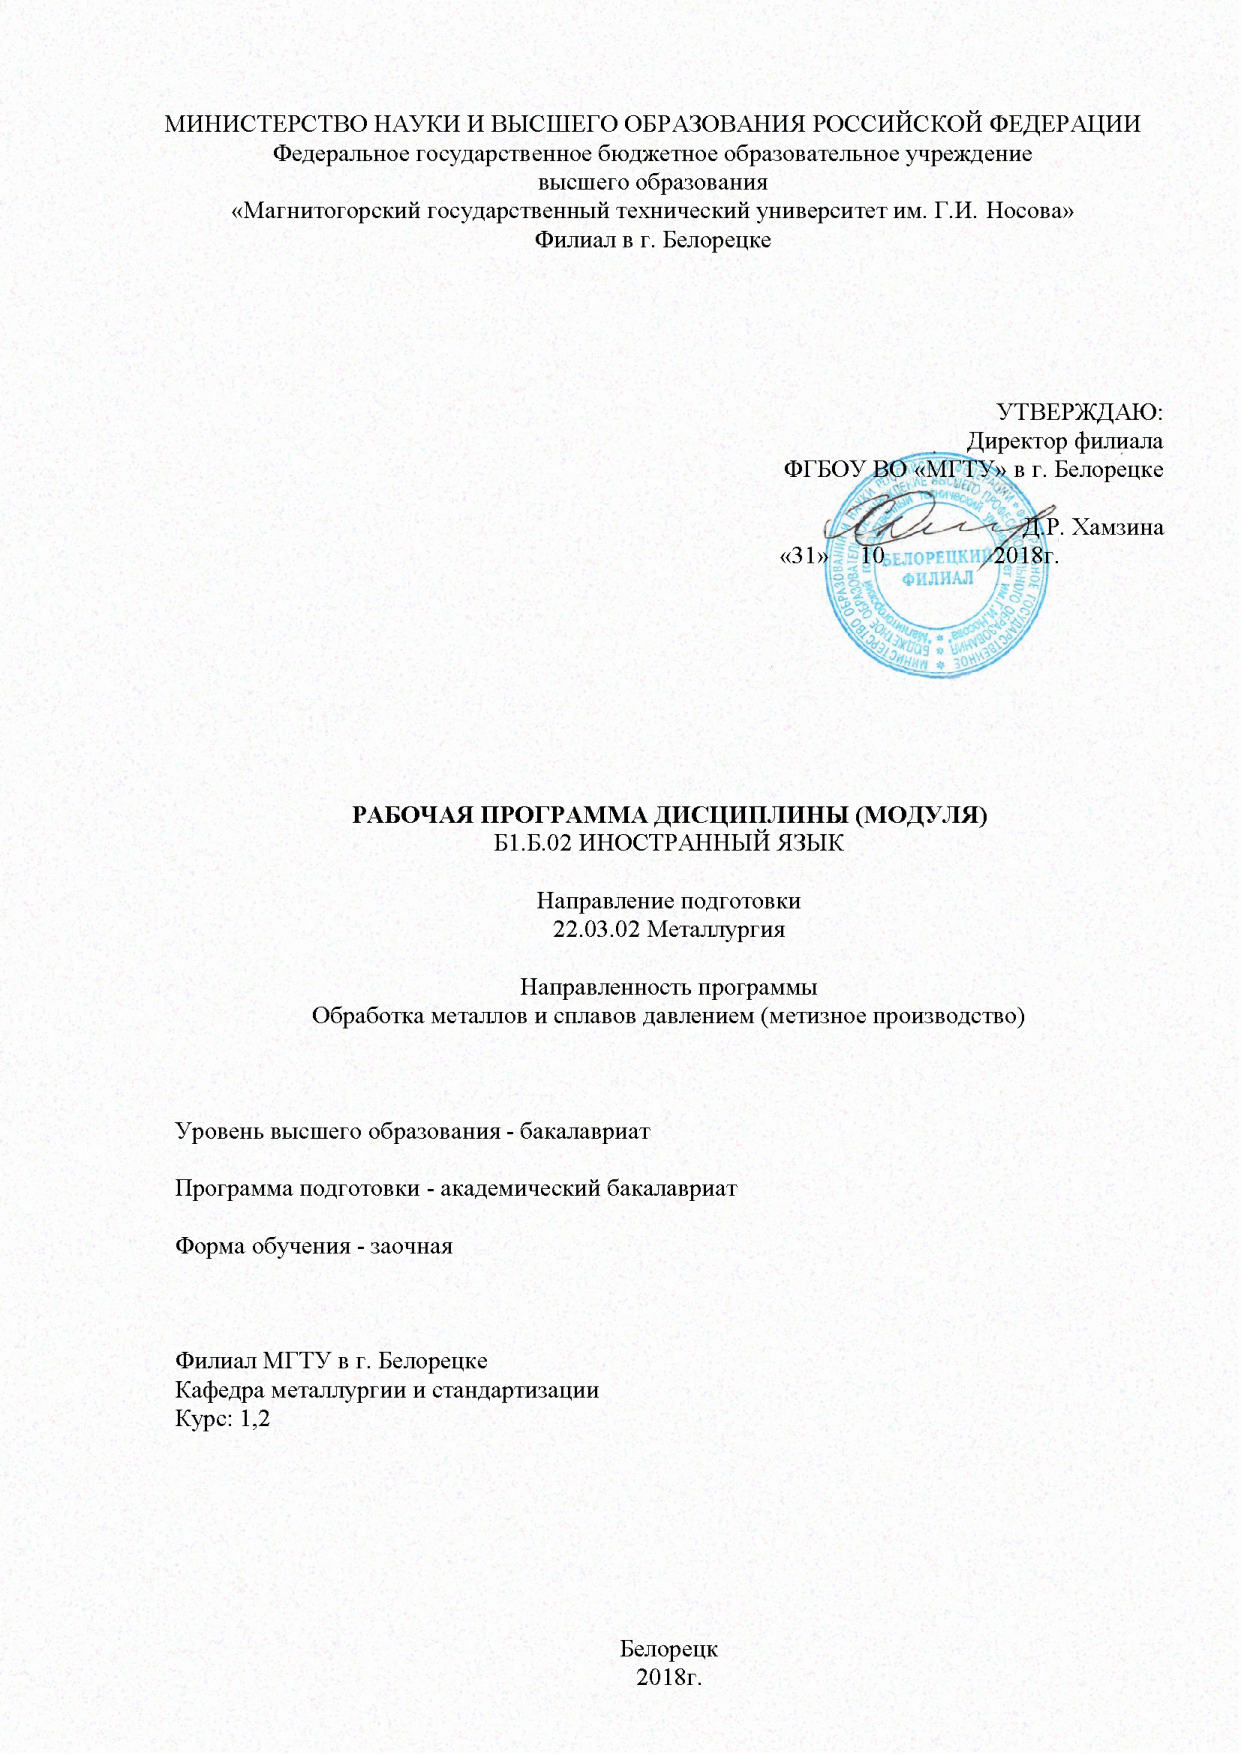 МИНИСТЕРСТВО НАУКИ И ВЫСШЕГО ОБРАЗОВАНИЯ РОССИЙСКОЙ ФЕДЕРАЦИИ
Федеральное государственное бюджетное образовательное учреждение
высшего образования
«Магнитогорский государственный технический университет им. Г.И. Носова»
Филиал в г. Белорецке
УТВЕРЖДАЮ:
Директор филиала
ФГБОУ ВО «МГТУ» в г. Белорецке
Д.Р. Хамзина
«31» 10 2018г.
БЕЛОРЕЦКИЙ
ФИЛИАЛ
РАБОЧАЯ ПРОГРАММА ДИСЦИПЛИНЫ (МОДУЛЯ)
Б1.Б.02 ИНОСТРАННЫЙ ЯЗЫК
Направление подготовки
22.03.02 Металлургия
Направленность программы
Обработка металлов и сплавов давлением (метизное производство)
Уровень высшего образования - бакалавриат
Программа подготовки - академический бакалавриат
Форма обучения - заочная
Филиал МГТУ в г. Белорецке
Кафедра металлургии и стандартизации
Курс: 1,2
Белорецк
2018г.